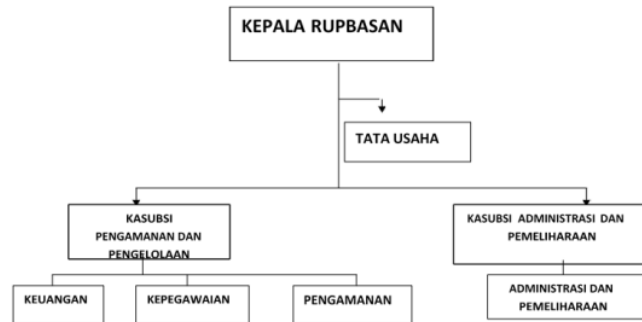 KEPALA RUPBASAN
TATA USAHA
KASUBSI
PENGAMANAN DAN
PENGELOLAAN
KASUBSI ADMINISTRASI DAN
PEMELIHARAAN
KEUANGAN
KEPEGAWAIAN
PENGAMANAN
ADMINISTRASI DAN
PEMELIHARAAN